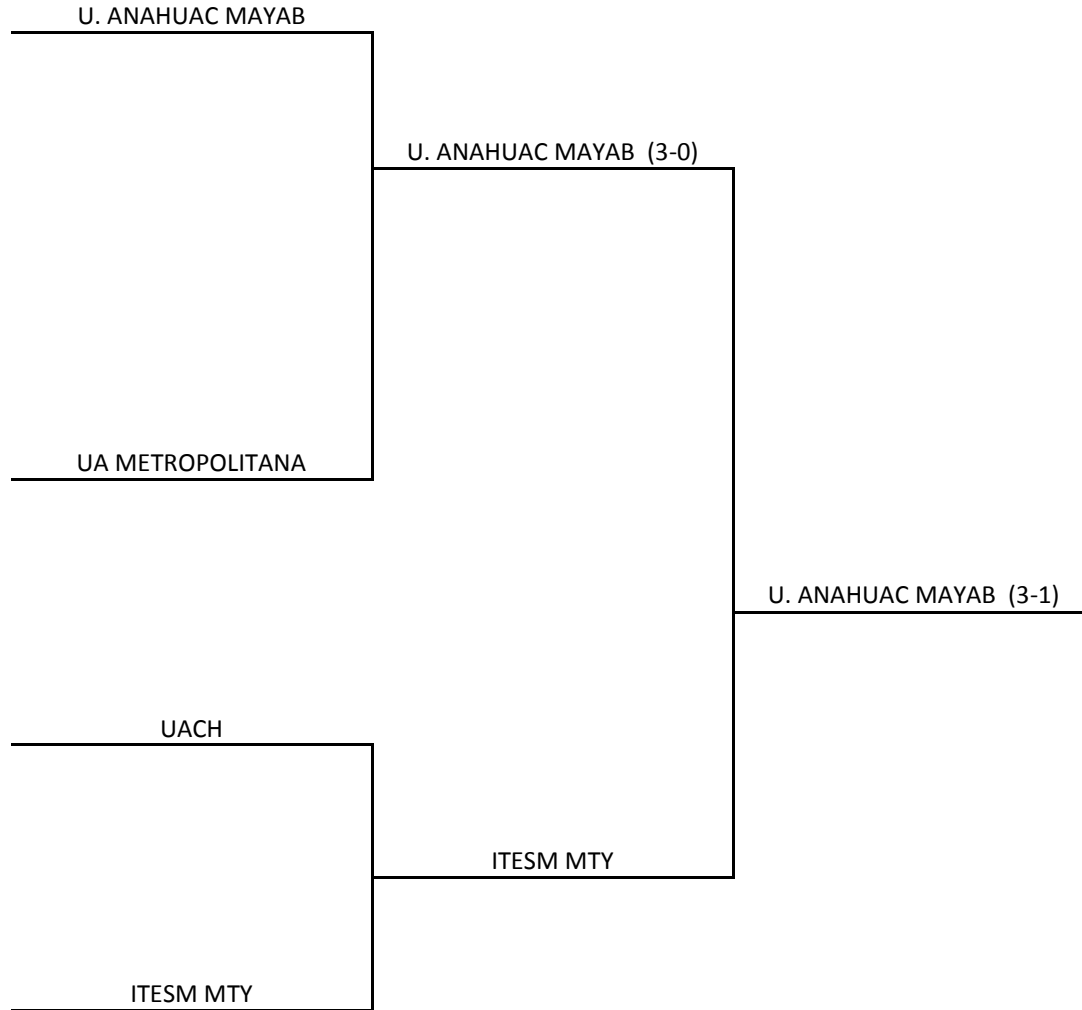 U. ANAHUAC MAYAB
U. ANAHUAC MAYAB (3-0)
UA METROPOLITANA
U. ANAHUAC MAYAB (3-1)
UACH
ITESM MTY
ITESM MTY